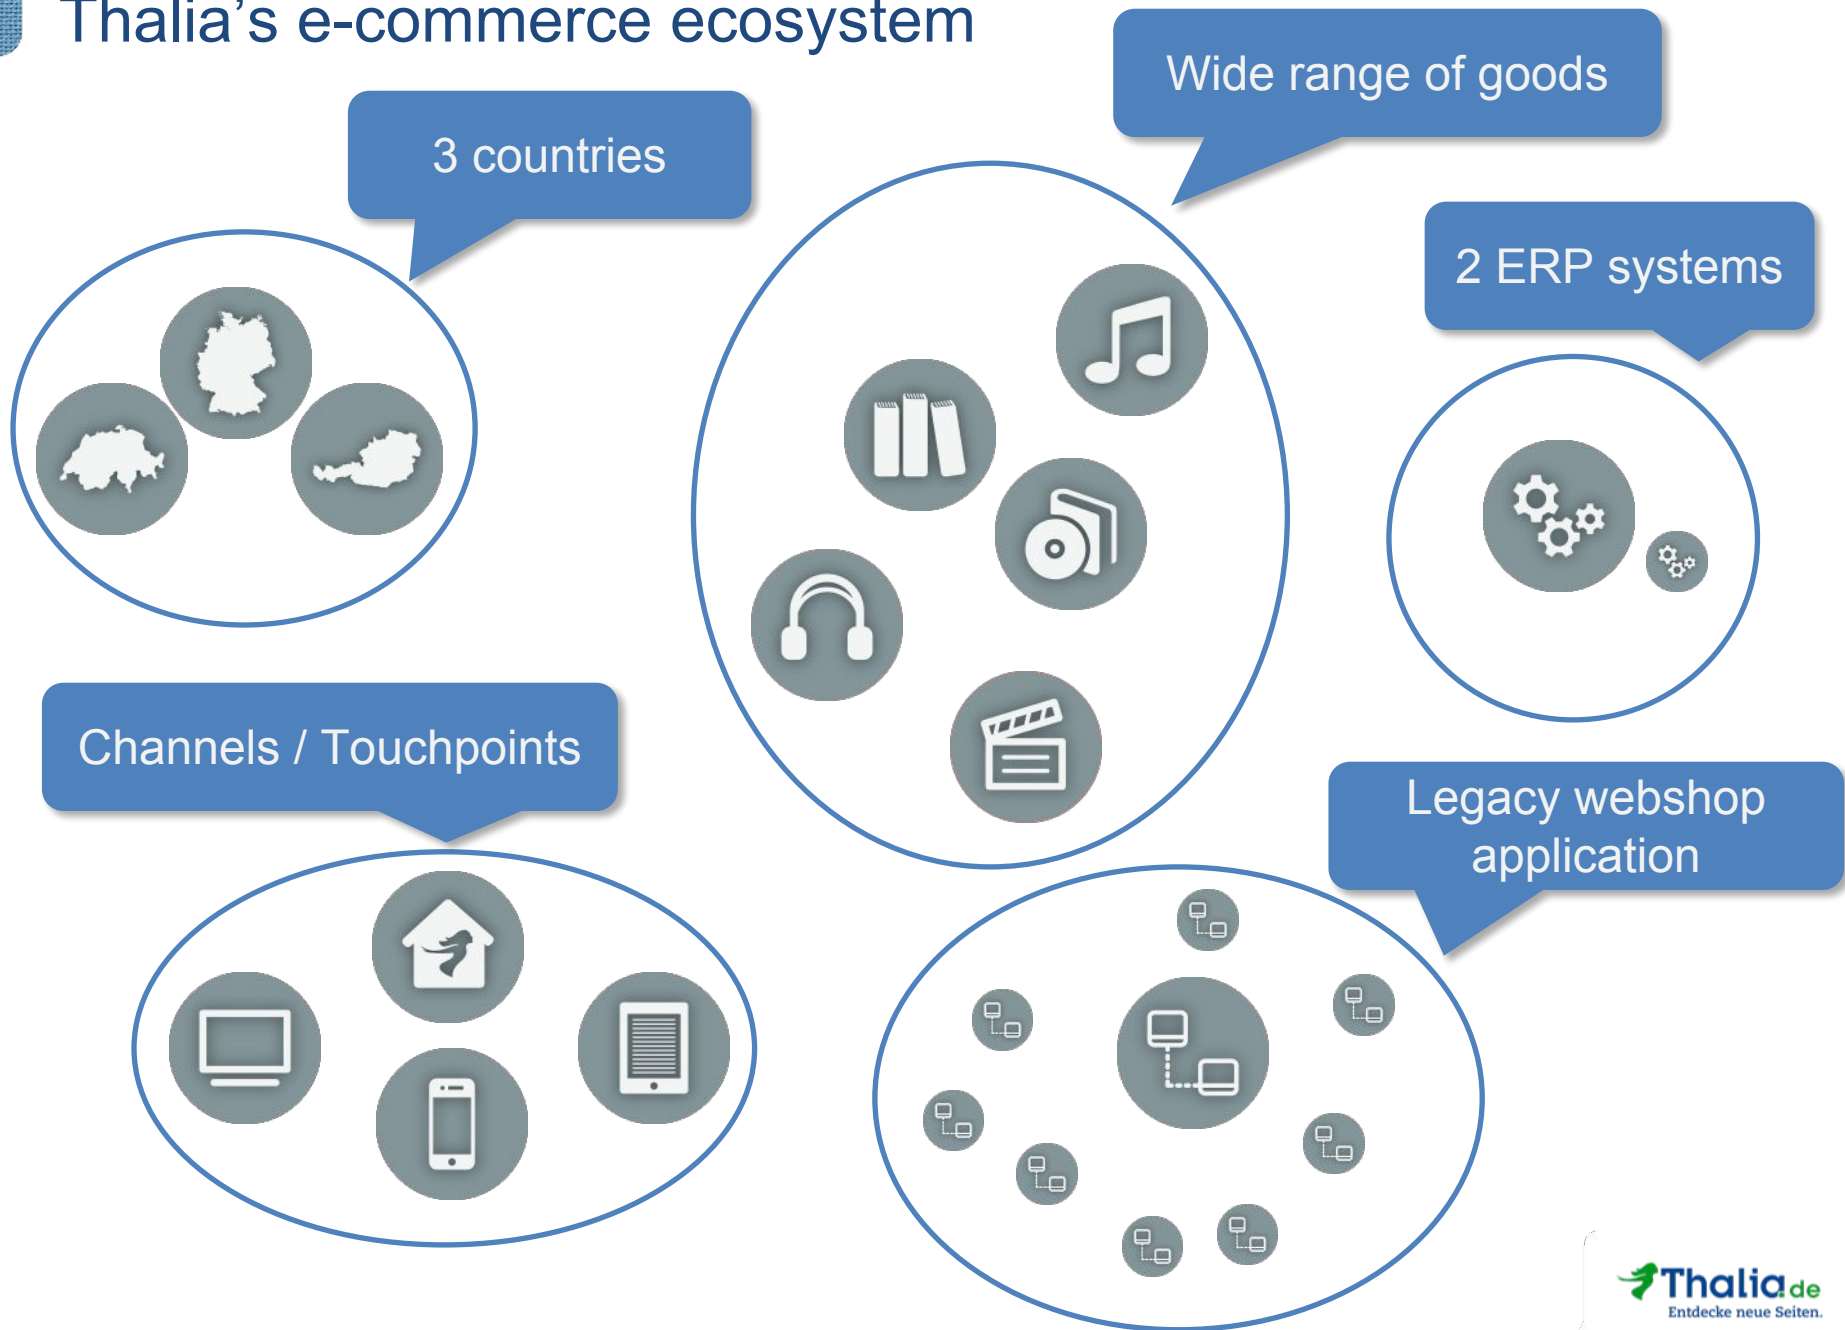 Thalia's e-commerce ecosystem
Wide range of goods
3 countries
2 ERP systems
Channels / Touchpoints
Legacy webshop
application
Thalia.de
Entdecke neue Seiten.